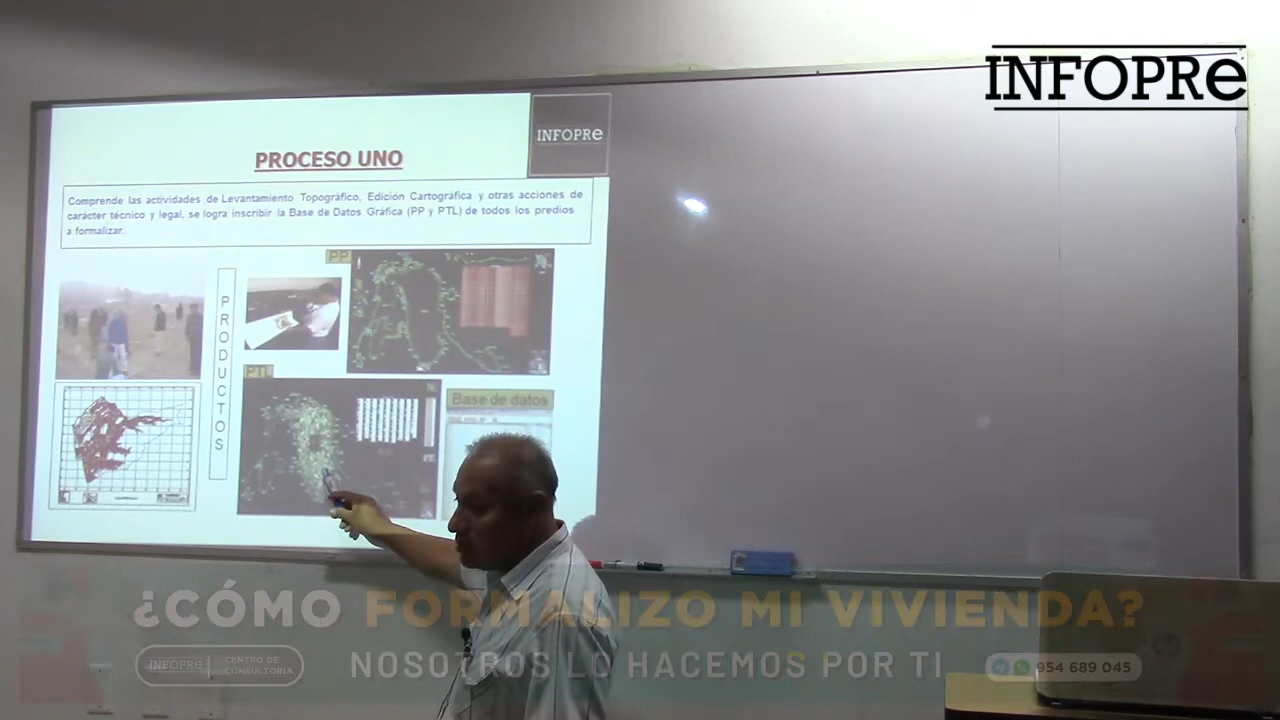 INFOPRe
INFOPRe
PROCESO UNO
Comprende las actividades de Levantamiento Topográfico, Edición Cartográfica y otras acciones de
carácter técnico y legal, se logra inscribir la Base de Datos Gráfica (PP y PTL) de todos los predios
a formalizar.
PP
PRODUCTOS
PTL
Base de datos
¿CÓMO FORMALIZO MI VIVIENDA?
INFOPRe
CENTRO DE
CONSULTORIA
NOSOTROS LO HACEMOS POR TI
954 689 045